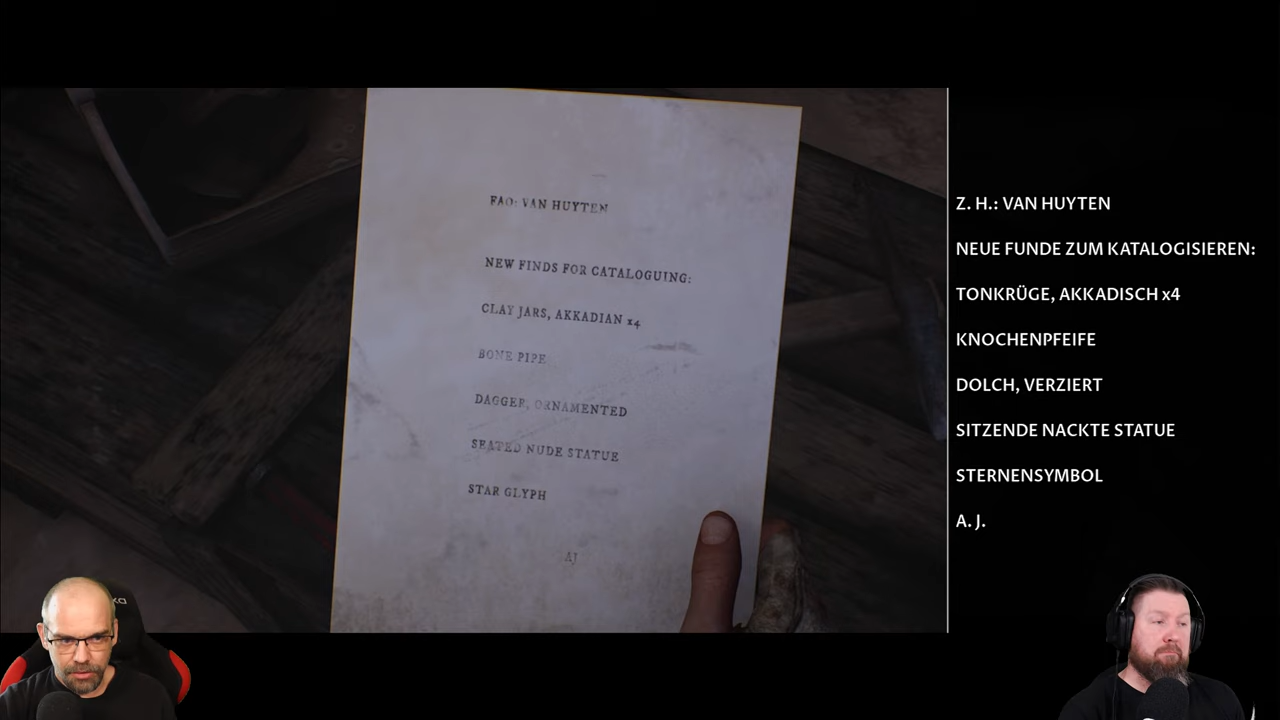 FAO: VAN HUYTEN
NEW FINDS FOR CATALOGUING:
CLAY JARS, AKKADIAN x4
BONE PIPE
DAGGER, ORNAMENTED
SEATED NUDE STATUE
STAR GLYPH
AJ
Z. H.: VAN HUYTEN
NEUE FUNDE ZUM KATALOGISIEREN:
TONKRÜGE, AKKADISCH x4
KNOCHENPFEIFE
DOLCH, VERZIERT
SITZENDE NACKTE STATUE
STERNENSYMBOL
A. J.